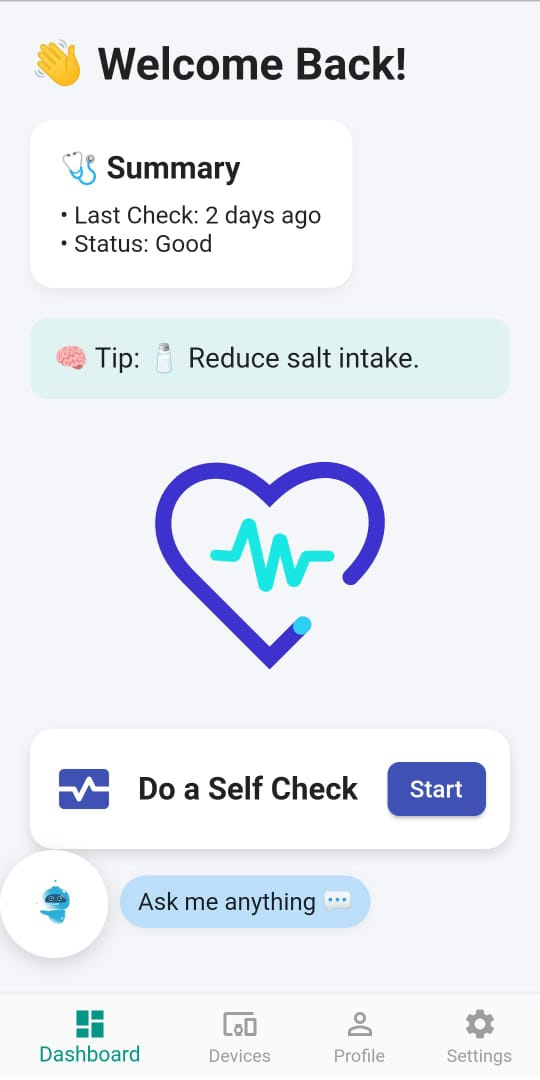 👋 Welcome Back!
🩺 Summary
• Last Check: 2 days ago
• Status: Good
🧠 Tip: 🧂 Reduce salt intake.
Do a Self Check
Start
Ask me anything 💬
Dashboard
Devices
Profile
Settings